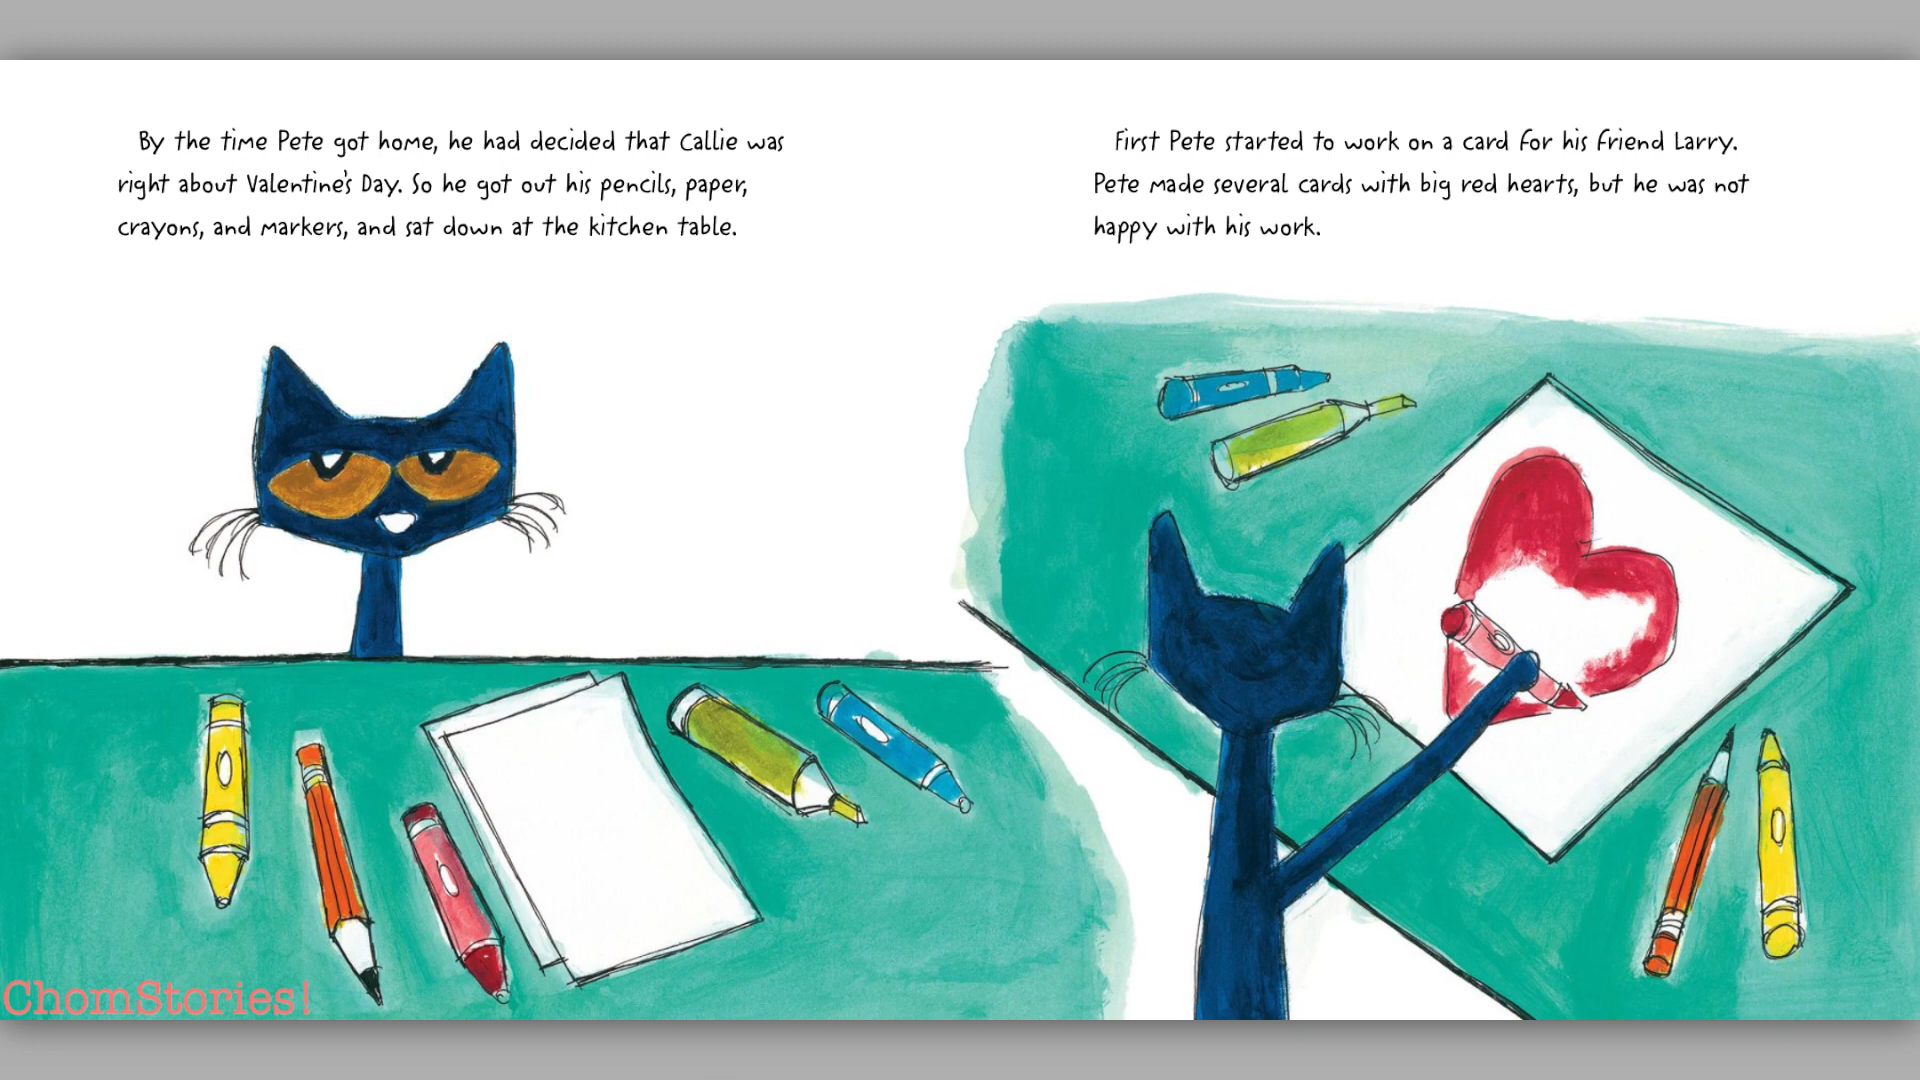 By the time Pete got home, he had decided that Callie was
right about Valentine's Day. So he got out his pencils, paper,
crayons, and markers, and sat down at the kitchen table.
First Pete started to work on a card for his friend Larry.
Pete made several cards with big red hearts, but he was not
happy with his work.
ChomStories!